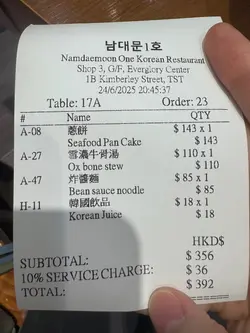 남대문1호
Namdaemoon One Korean Restaurant
Shop 3, G/F, Everglory Center
1B Kimberley Street, TST
24/6/2025 20:45:37
Table: 17A Order: 23
# Name QTY
A-08 蔥餅 $ 143 x 1
Seafood Pan Cake $ 143
A-27 雪濃牛骨湯 $ 110 x 1
Ox bone stew $ 110
A-47 炸醬麵 $ 85 x 1
Bean sauce noodle $ 85
H-11 韓國飲品 $ 18 x 1
Korean Juice $ 18
HKD$
SUBTOTAL: $ 356
10% SERVICE CHARGE: $ 36
TOTAL: $ 392